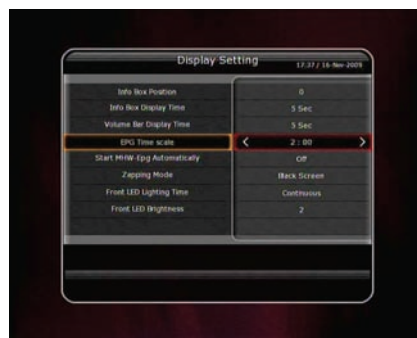 Display Setting
17:37 / 16-Nov-2009
Info Box Position 0
Info Box Display Time 5 Sec
Volume Bar Display Time 3 Sec
EPG Time scale < 2 : 00 >
Start MHW-Epg Automatically Off
Zapping Mode Black Screen
Front LED Lighting Time Continuous
Front LED Brightness 2